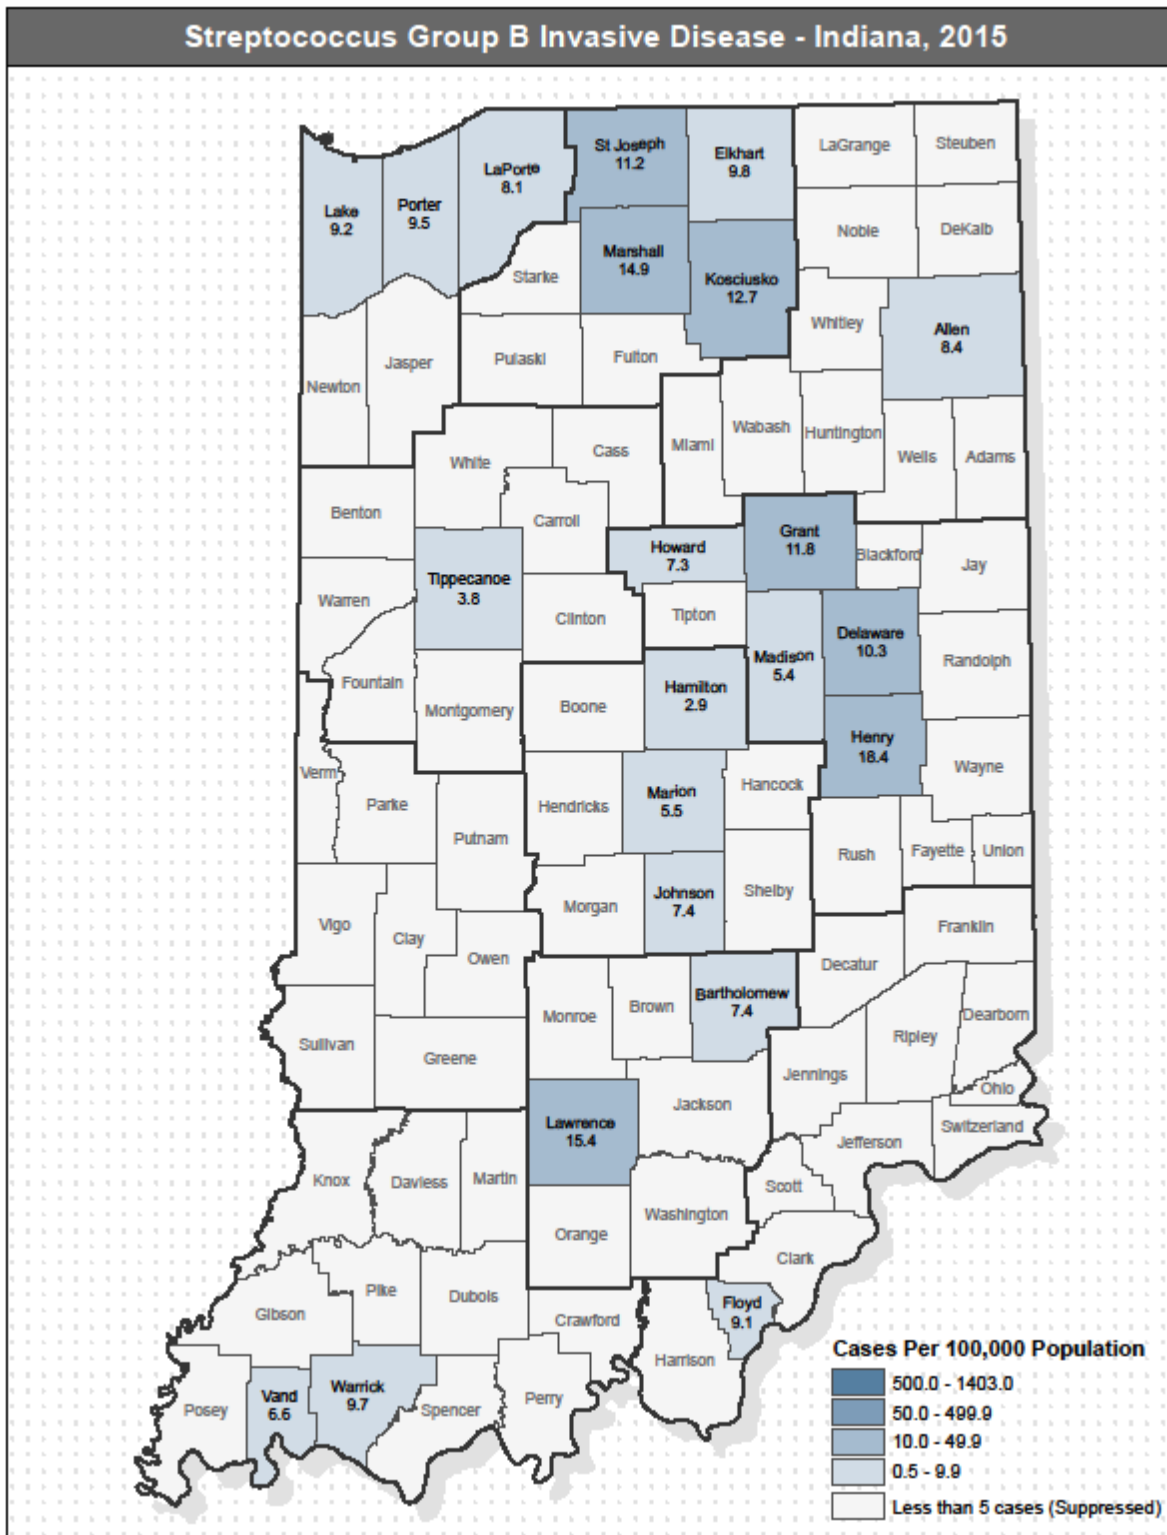 Streptococcus Group B Invasive Disease - Indiana, 2015
St Joseph
11.2
Elkhart
9.8
LaGrange
Steuben
LaPorte
8.1
Lake
9.2
Porter
9.5
Noble
DeKalb
Marshall
14.9
Starke
Kosciusko
12.7
Whitley
Allen
8.4
Newton
Jasper
Pulaski
Fulton
Miami
Wabash
Huntington
Wells
Adams
White
Cass
Benton
Carroll
Grant
11.8
Howard
7.3
Blackford
Jay
Tippecanoe
3.8
Warren
Clinton
Tipton
Delaware
10.3
Madison
5.4
Randolph
Fountain
Montgomery
Boone
Hamilton
2.9
Henry
18.4
Wayne
Verm
Parke
Hendricks
Marion
5.5
Hancock
Putnam
Rush
Fayette
Union
Morgan
Johnson
7.4
Shelby
Vigo
Clay
Owen
Decatur
Franklin
Monroe
Brown
Bartholomew
7.4
Dearborn
Sullivan
Greene
Ripley
Jennings
Ohio
Lawrence
15.4
Jackson
Jefferson
Switzerland
Knox
Daviess
Martin
Scott
Washington
Orange
Clark
Gibson
Pike
Dubois
Crawford
Floyd
9.1
Harrison
Posey
Vand
6.6
Warrick
9.7
Spencer
Perry
Cases Per 100,000 Population
500.0 - 1403.0
50.0 - 499.9
10.0 - 49.9
0.5 - 9.9
Less than 5 cases (Suppressed)